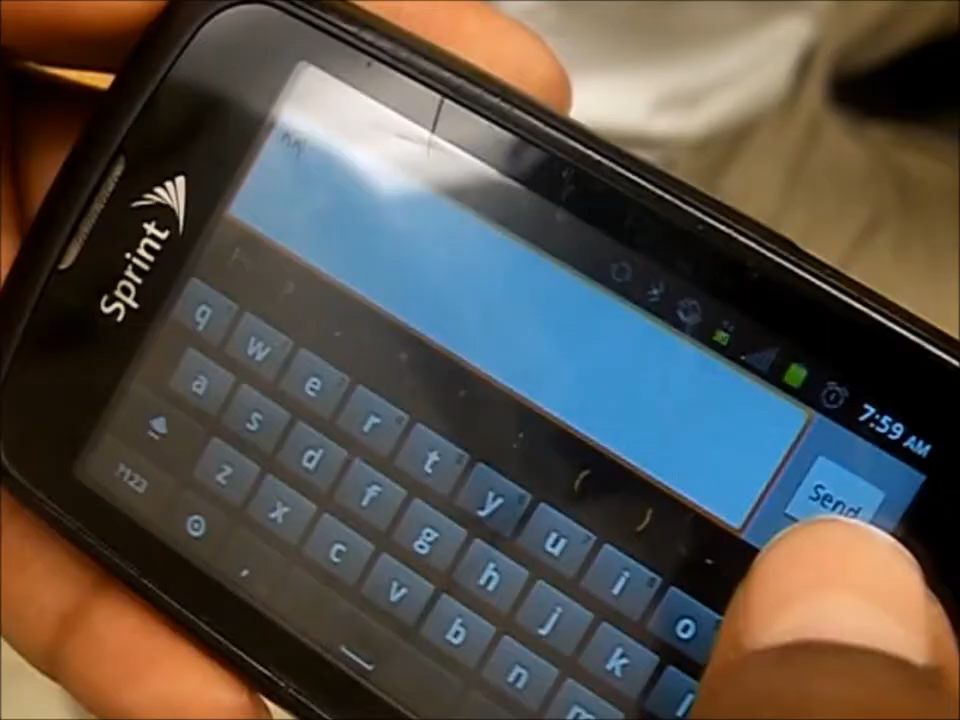 Sprint
7:59 AM
Send
q w e r t y u i o
a s d f g h j k l
z x c v b n m
?123